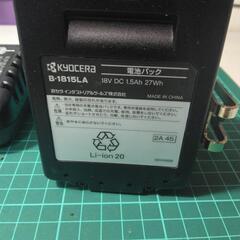 KYOCERA
B-1815LA
電池パック
18V DC 1.5Ah 27Wh
京セラ インダストリアルツールズ株式会社
MADE IN CHINA
Li-ion 20
2A 45